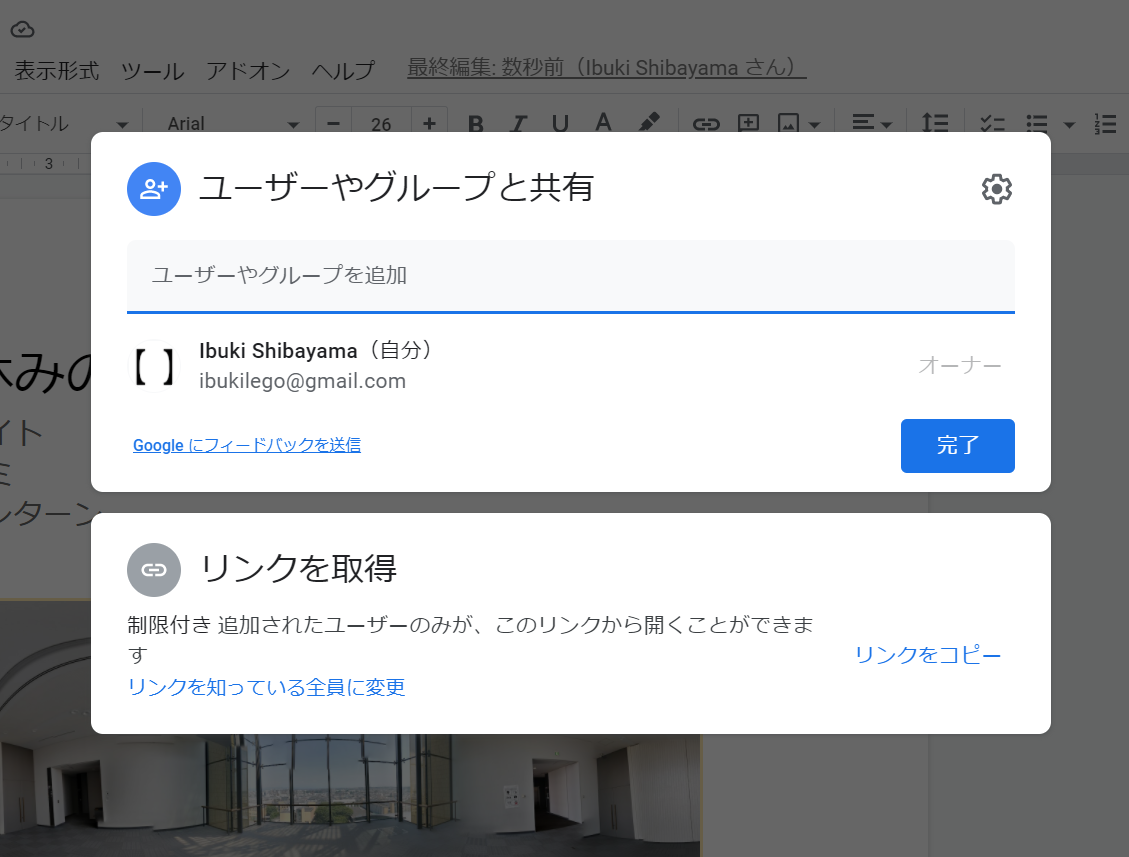 表示形式 ツール アドオン ヘルプ 最終編集: 数秒前（Ibuki Shibayama さん）
タイトル Arial − 26 + B I U A
3
休みの
ユーザーやグループと共有
ユーザーやグループを追加
Ibuki Shibayama（自分）
ibukilego@gmail.com
オーナー
Google にフィードバックを送信
完了
イト
ミ
ンターン
リンクを取得
制限付き 追加されたユーザーのみが、このリンクから開くことができま
す
リンクをコピー
リンクを知っている全員に変更